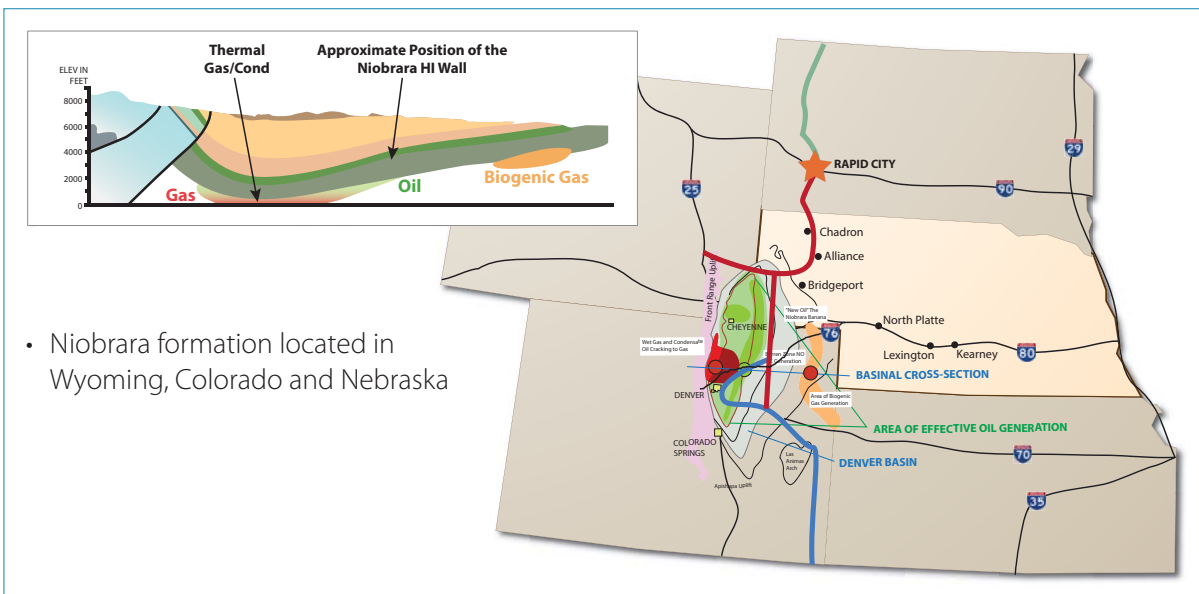 Thermal
Gas/Cond
Approximate Position of the
Niobrara HI Wall
ELEV IN
FEET
8000
6000
4000
2000
0
Gas
Oil
Biogenic Gas
• Niobrara formation located in
Wyoming, Colorado and Nebraska
RAPID CITY
29
25
90
Chadron
Alliance
Bridgeport
Front Range Uplift
"New Oil" The
Niobrara Banana
CHEYENNE
76
North Platte
Lexington
Kearney
80
Wet Gas and Condensa
Oil Cracking to Gas
Zone NO
Generation
BASINAL CROSS-SECTION
DENVER
Area of Biogenic
Gas Generation
AREA OF EFFECTIVE OIL GENERATION
COLORADO
SPRINGS
DENVER BASIN
Las
Animas
Arch
70
Apishapa Uplift
35